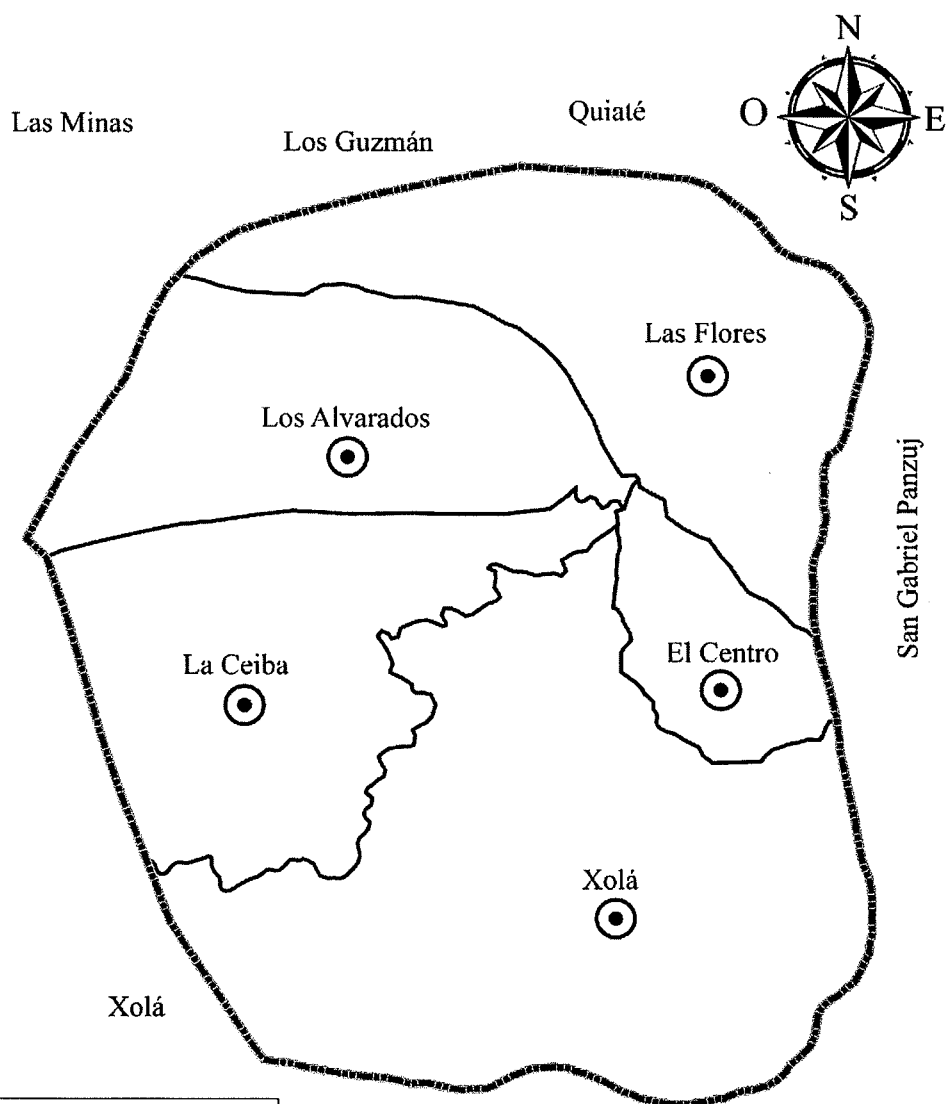 N
Quiaté
Las Minas
O
E
Los Guzmán
S
Las Flores
Los Alvarados
San Gabriel Panzuj
La Ceiba
El Centro
Xolá
Xolá